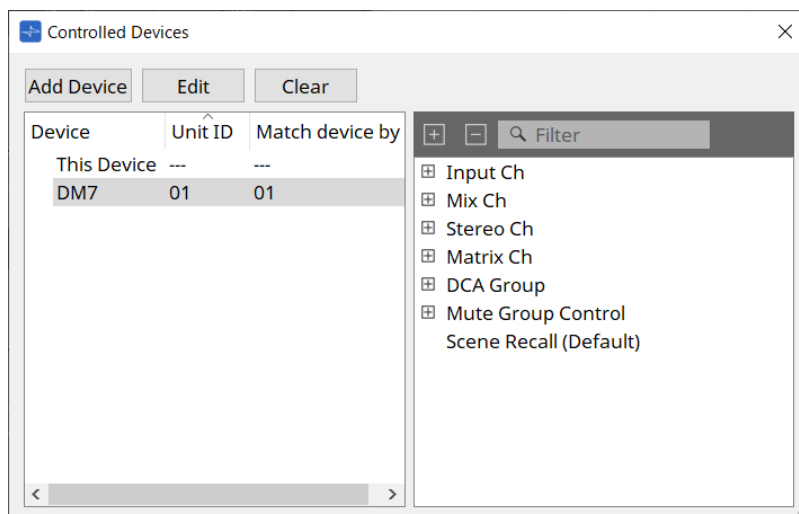 Controlled Devices
Add Device Edit Clear
Device Unit ID Match device by
This Device --- ---
DM7 01 01
Filter
Input Ch
Mix Ch
Stereo Ch
Matrix Ch
DCA Group
Mute Group Control
Scene Recall (Default)